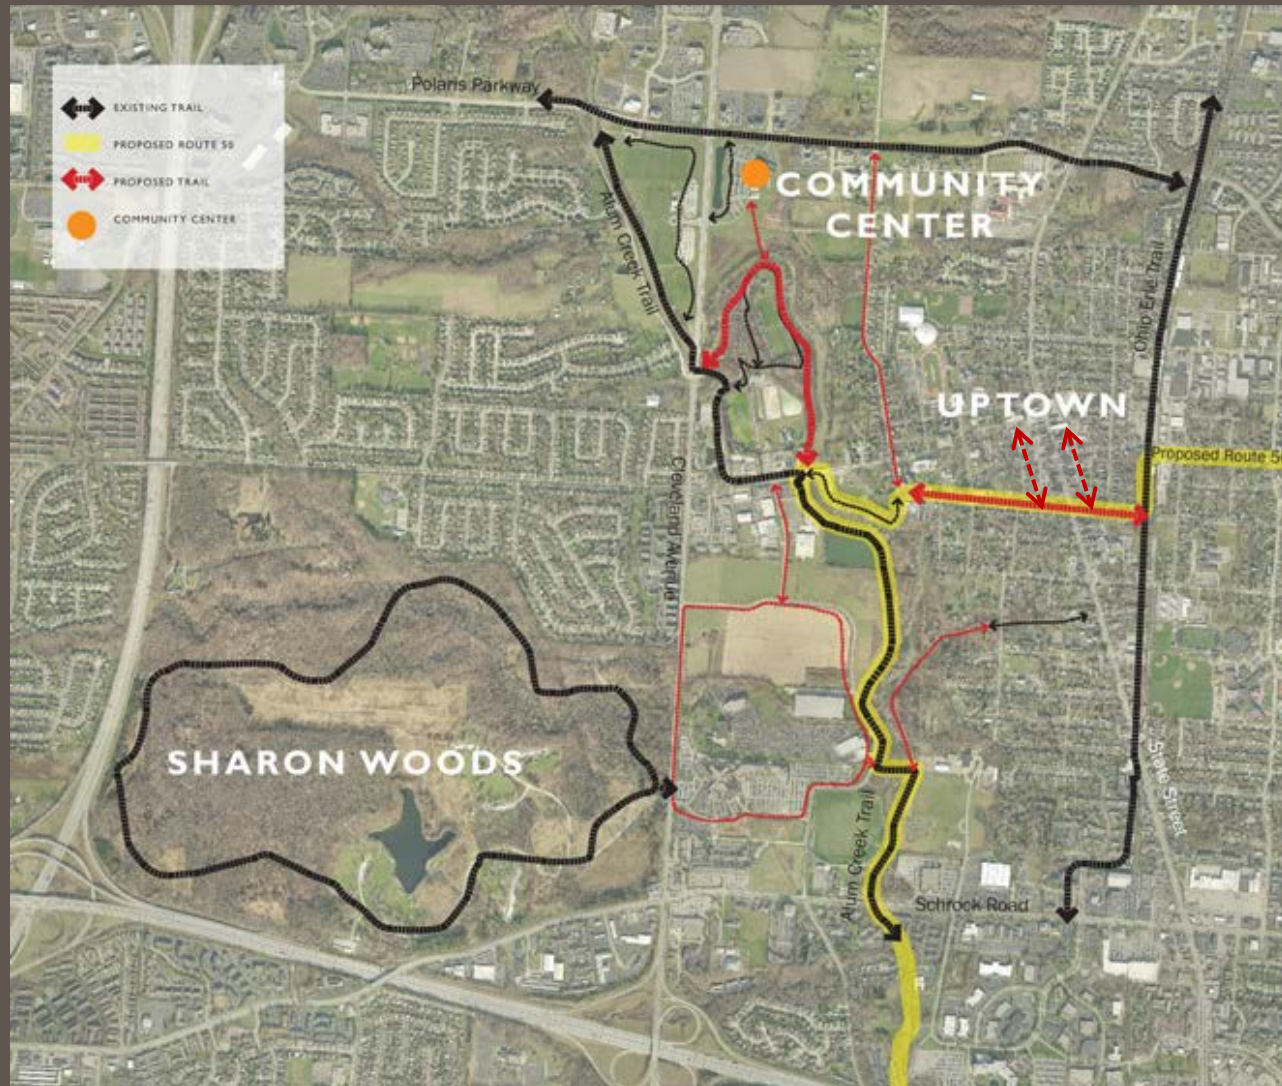 EXISTING TRAIL
PROPOSED ROUTE 50
PROPOSED TRAIL
COMMUNITY CENTER
Polaris Parkway
COMMUNITY
CENTER
Alum Creek Trail
Ohio Erie Trail
UPTOWN
Proposed Route 50
Cleveland Avenue
SHARON WOODS
State Street
Alum Creek Trail
Schrock Road